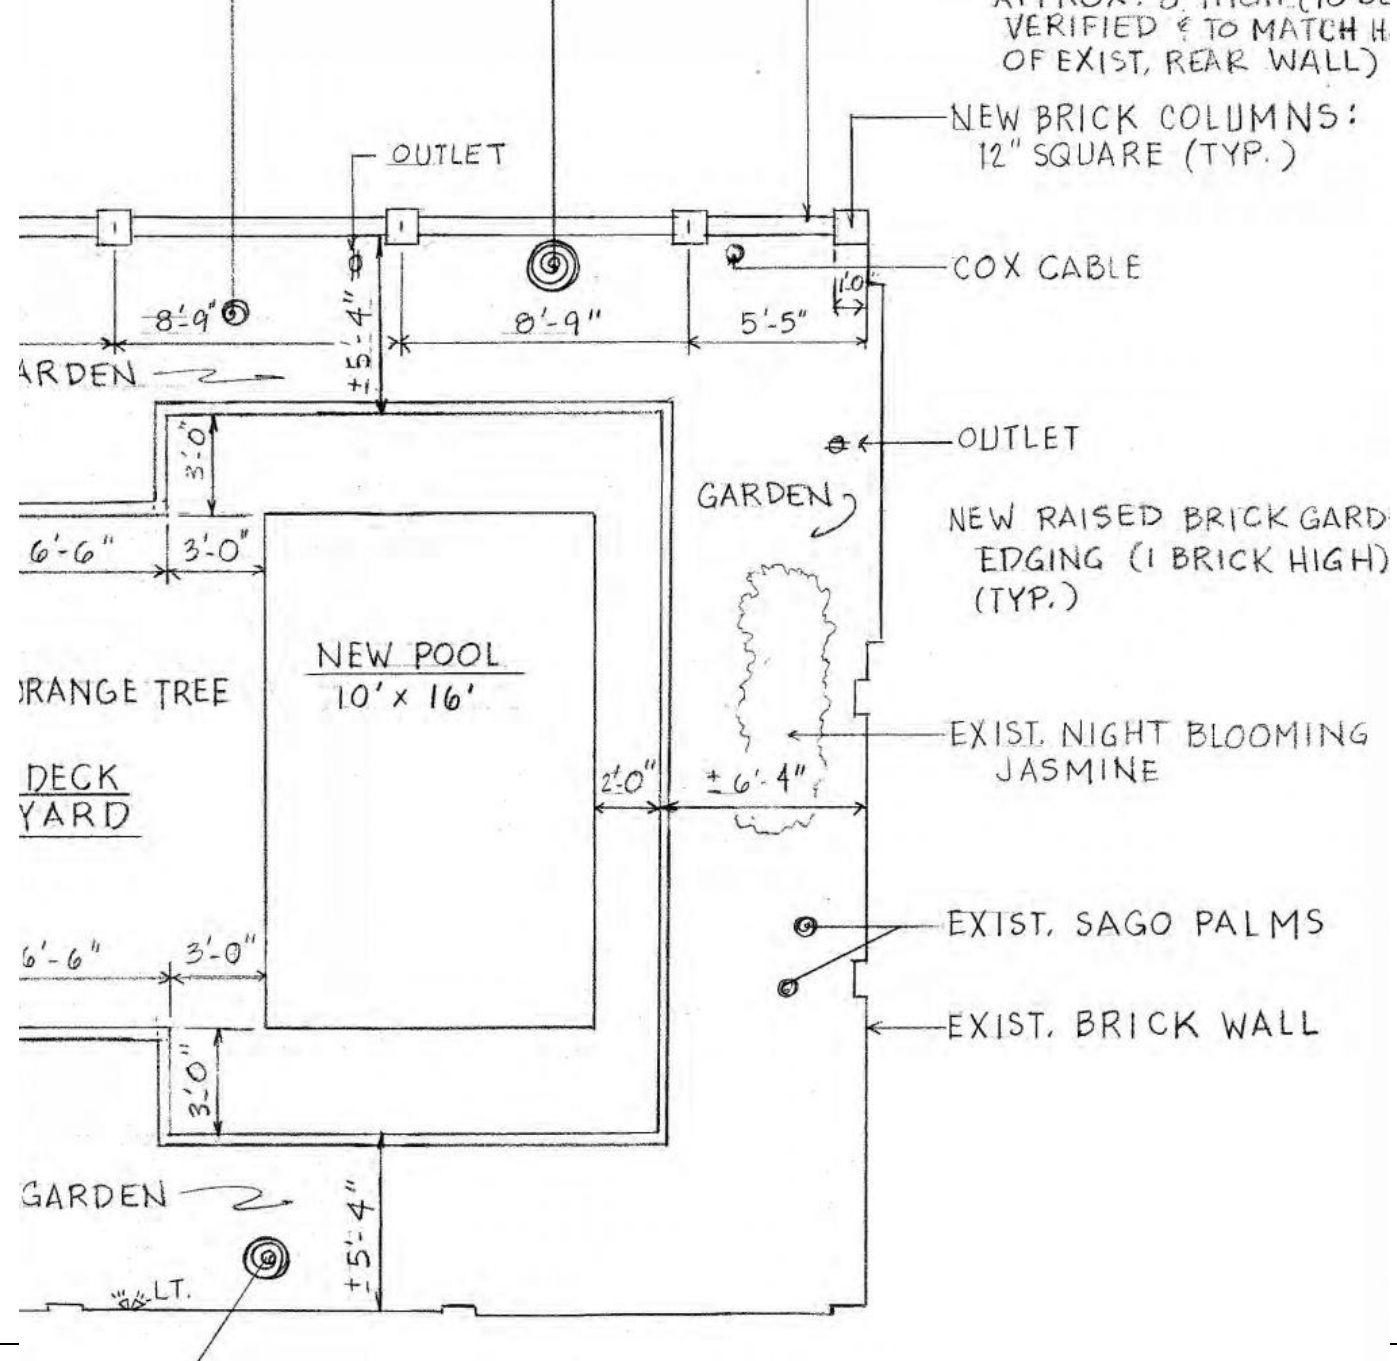 VERIFIED & TO MATCH H
OF EXIST, REAR WALL)
NEW BRICK COLUMNS:
12" SQUARE (TYP.)
OUTLET
COX CABLE
1'0"
8'-9"
±5'-4"
8'-9"
5'-5"
ARDEN
OUTLET
3'-0"
GARDEN
NEW RAISED BRICK GARD
EDGING (1 BRICK HIGH)
(TYP.)
6'-6"
3'-0"
NEW POOL
10' x 16'
RANGE TREE
EXIST. NIGHT BLOOMING
JASMINE
DECK
YARD
2'±0"
± 6'-4"
EXIST. SAGO PALMS
6'-6"
3'-0"
EXIST. BRICK WALL
3'-0"
GARDEN
±5'-4"
LT.